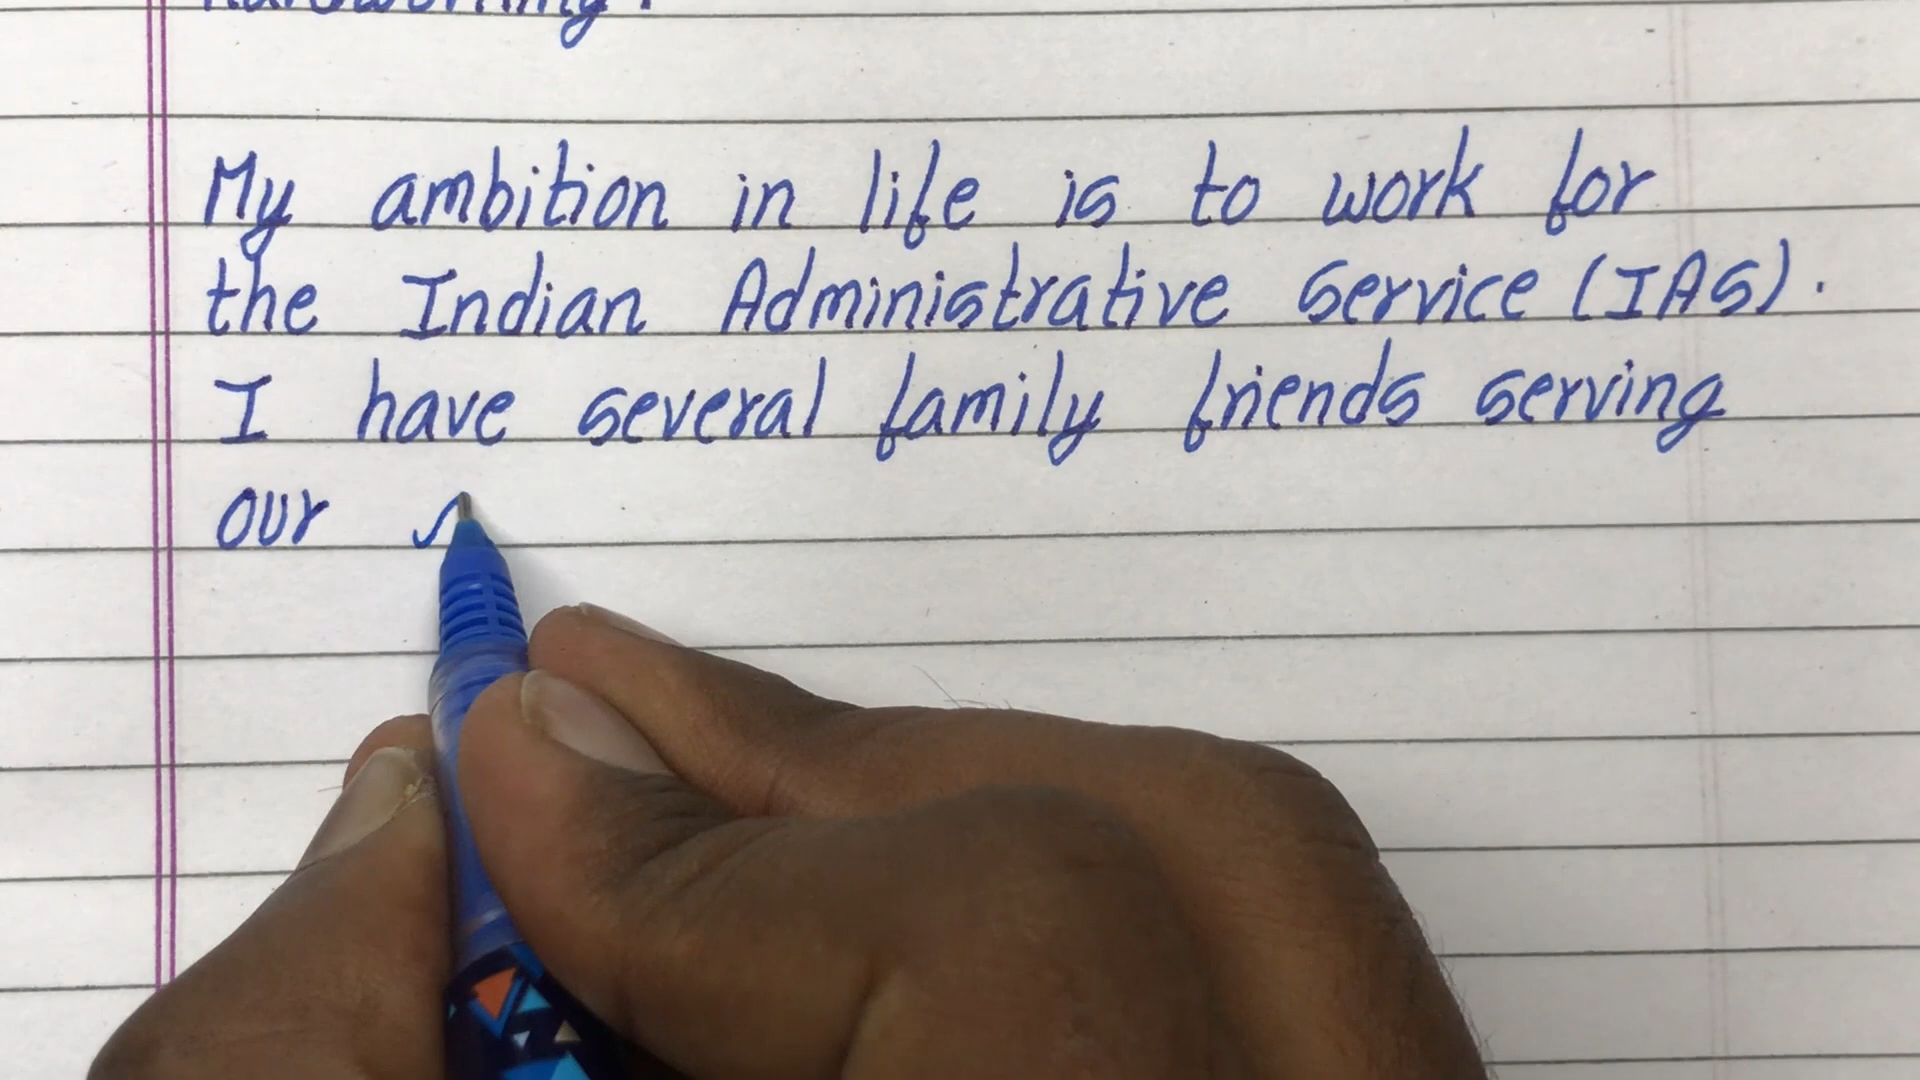 hardworking.
My ambition in life is to work for
the Indian Administrative Service (IAS).
I have several family friends serving
our